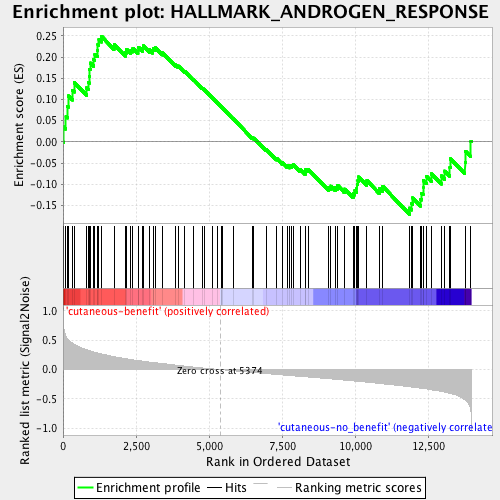 Enrichment plot: HALLMARK_ANDROGEN_RESPONSE
Enrichment score (ES)
0.25
0.20
0.15
0.10
0.05
0.00
-0.05
-0.10
-0.15
Ranked list metric (Signal2Noise)
1.0
0.5
0.0
-0.5
-1.0
'cutaneous-benefit' (positively correlated)
Zero cross at 5374
'cutaneous-no_benefit' (negatively correlate
0
2,500
5,000
7,500
10,000
12,500
Rank in Ordered Dataset
Enrichment profile
Hits
Ranking metric scores